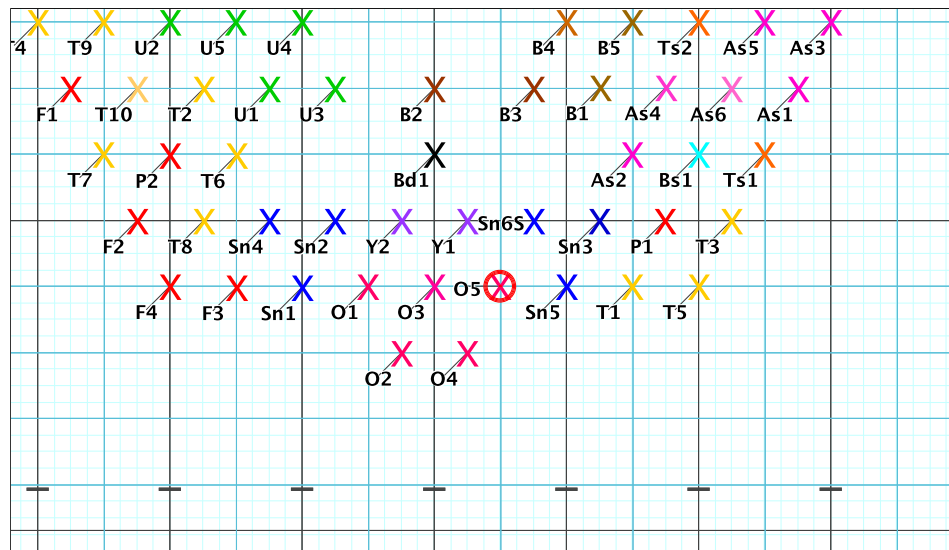 T4 T9 U2 U5 U4 B4 B5 Ts2 As5 As3
F1 T10 T2 U1 U3 B2 B3 B1 As4 As6 As1
T7 P2 T6 Bd1 As2 Bs1 Ts1
F2 T8 Sn4 Sn2 Y2 Y1 Sn6S Sn3 P1 T3
F4 F3 Sn1 O1 O3 O5 Sn5 T1 T5
O2 O4